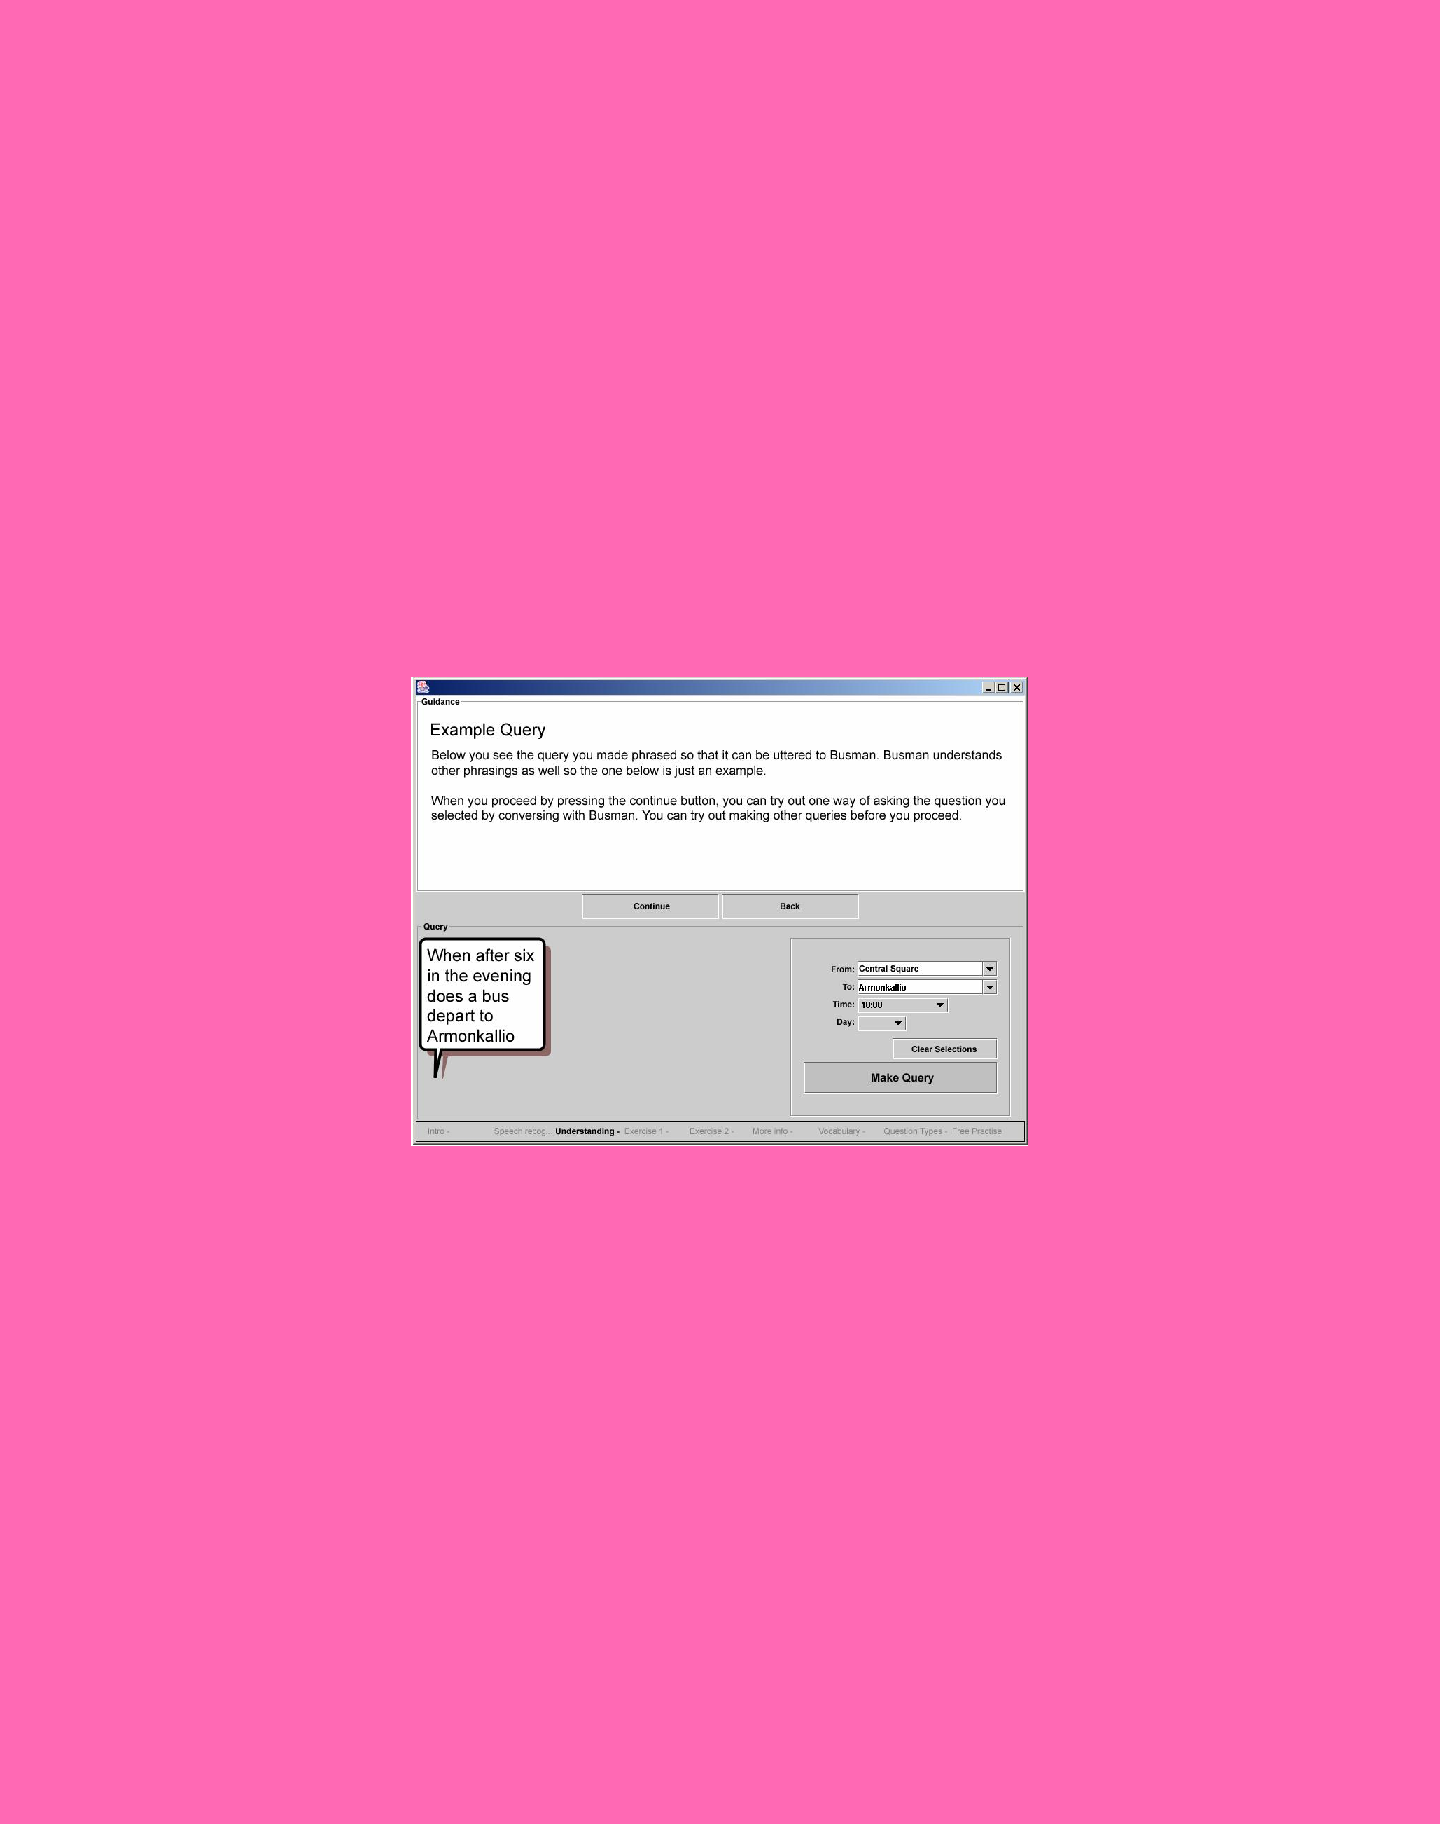 Guidance
Example Query
Below you see the query you made phrased so that it can be uttered to Busman. Busman understands
other phrasings as well so the one below is just an example.
When you proceed by pressing the continue button, you can try out one way of asking the question you
selected by conversing with Busman. You can try out making other queries before you proceed.
Continue
Back
Query
When after six
in the evening
does a bus
depart to
Armonkallio
From: Central Square
To: Armonkallio
Time:
Day:
Clear Selections
Make Query
Intro - Speech recog... Understanding - Exercise 1 - Exercise 2 - More info - Vocabulary - Question Types - Free Practise